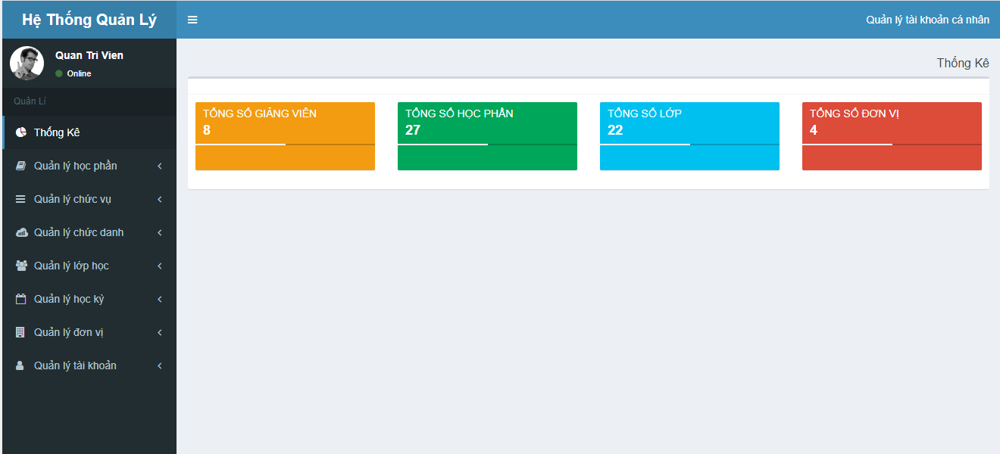 Hệ Thống Quản Lý
Quản lý tài khoản cá nhân
Quan Tri Vien
Online
Quản Lí
Thống Kê
Quản lý học phần
Quản lý chức vụ
Quản lý chức danh
Quản lý lớp học
Quản lý học kỳ
Quản lý đơn vị
Quản lý tài khoản
Thống Kê
TỔNG SỐ GIẢNG VIÊN
8
TỔNG SỐ HỌC PHẦN
27
TỔNG SỐ LỚP
22
TỔNG SỐ ĐƠN VỊ
4